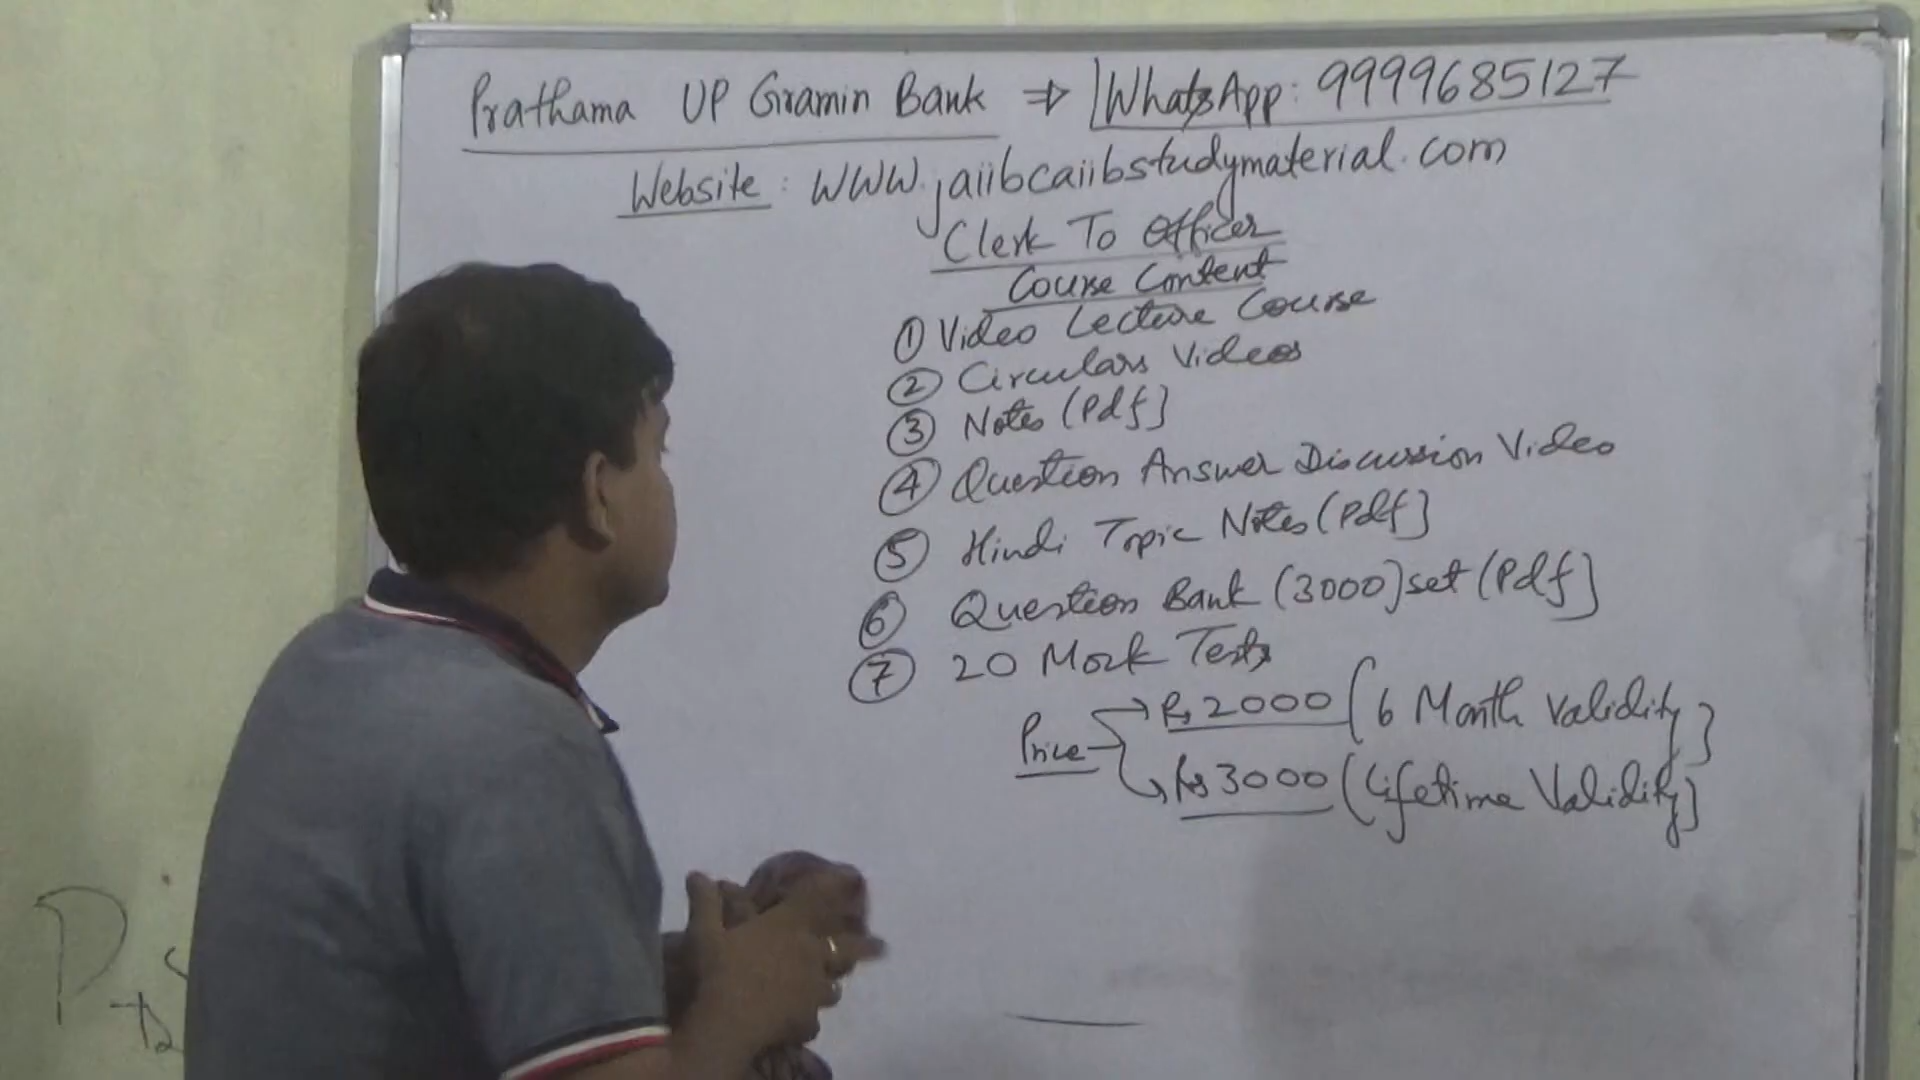 Prathama UP Gramin Bank ⇒ WhatsApp: 9999685127
Website: WWW.jaiibcaiibstudymaterial.com
Clerk To Officer
Course Content
① Video Lecture Course
② Circulars Videos
③ Notes (Pdf]
④ Question Answer Discussion Video
⑤ Hindi Topic Notes (Pdf]
⑥ Question Bank (3000] set (Pdf]
⑦ 20 Mock Tests
Price → Rs 2000 (6 Month Validity]
→ Rs 3000 (Lifetime Validity]